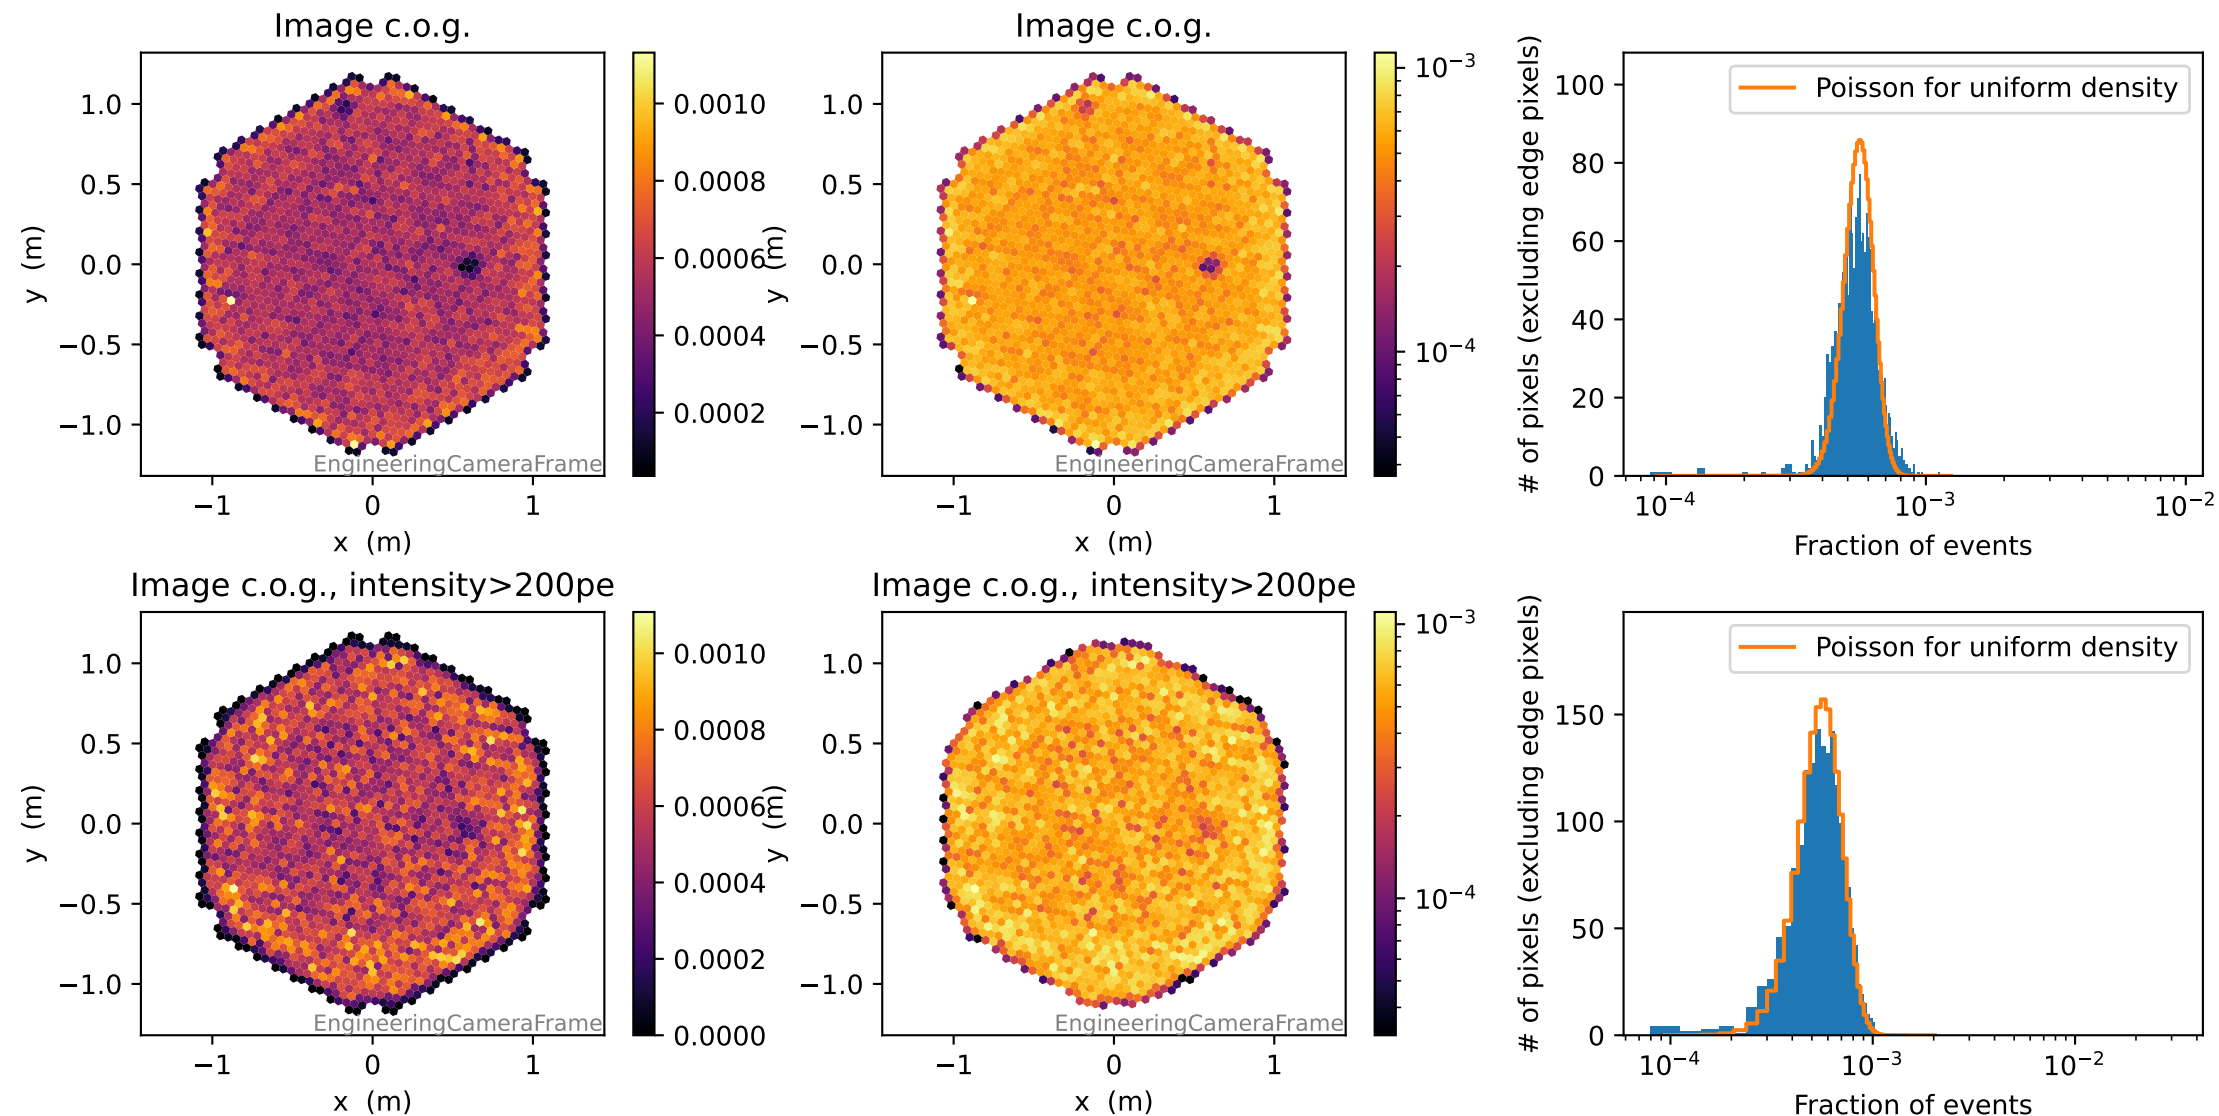 Image c.o.g.
1.0
0.5
0.0
−0.5
−1.0
y (m)
−1
0
1
x (m)
EngineeringCameraFrame
0.0010
0.0008
0.0006
0.0004
0.0002
Image c.o.g.
1.0
0.5
0.0
−0.5
−1.0
y (m)
−1
0
1
x (m)
EngineeringCameraFrame
10⁻³
10⁻⁴
Poisson for uniform density
100
80
60
40
20
0
# of pixels (excluding edge pixels)
10⁻⁴
10⁻³
10⁻²
Fraction of events
Image c.o.g., intensity>200pe
1.0
0.5
0.0
−0.5
−1.0
y (m)
−1
0
1
x (m)
EngineeringCameraFrame
0.0010
0.0008
0.0006
0.0004
0.0002
0.0000
Image c.o.g., intensity>200pe
1.0
0.5
0.0
−0.5
−1.0
y (m)
−1
0
1
x (m)
EngineeringCameraFrame
10⁻³
10⁻⁴
Poisson for uniform density
150
100
50
0
# of pixels (excluding edge pixels)
10⁻⁴
10⁻³
10⁻²
Fraction of events